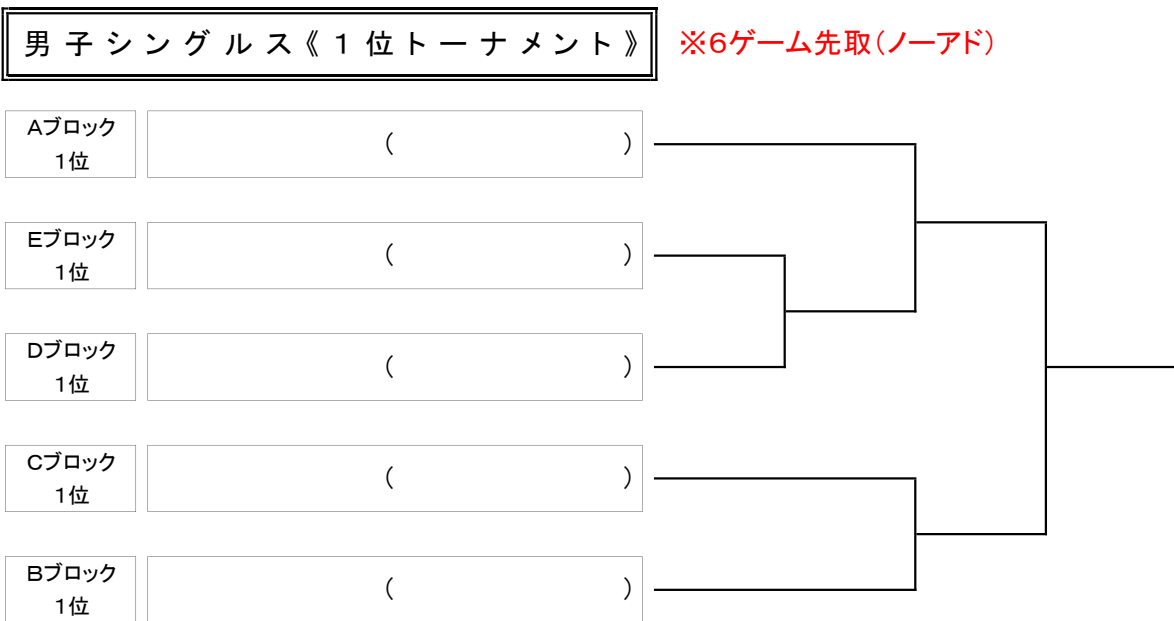 男子シングルス《１位トーナメント》 ※６ゲーム先取（ノーアド）
Aブロック
１位
（ ）
Eブロック
１位
（ ）
Dブロック
１位
（ ）
Cブロック
１位
（ ）
Bブロック
１位
（ ）